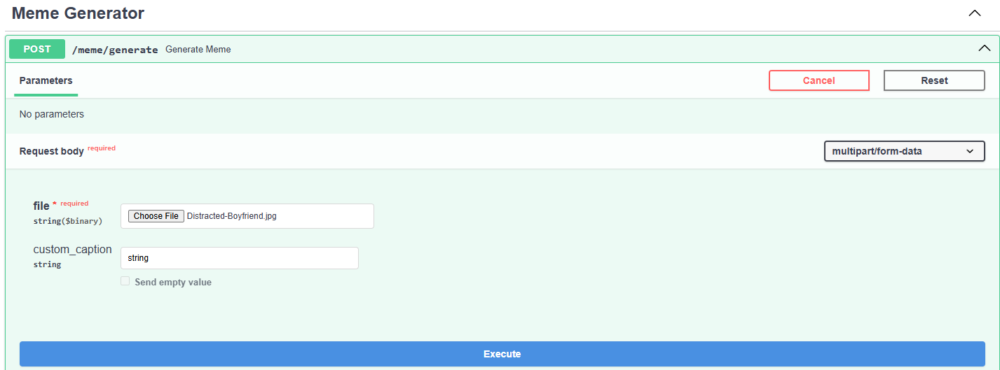 Meme Generator
POST /meme/generate Generate Meme
Parameters Cancel Reset
No parameters
Request body required multipart/form-data
file * required
string($binary) Choose File Distracted-Boyfriend.jpg
custom_caption
string string
Send empty value
Execute